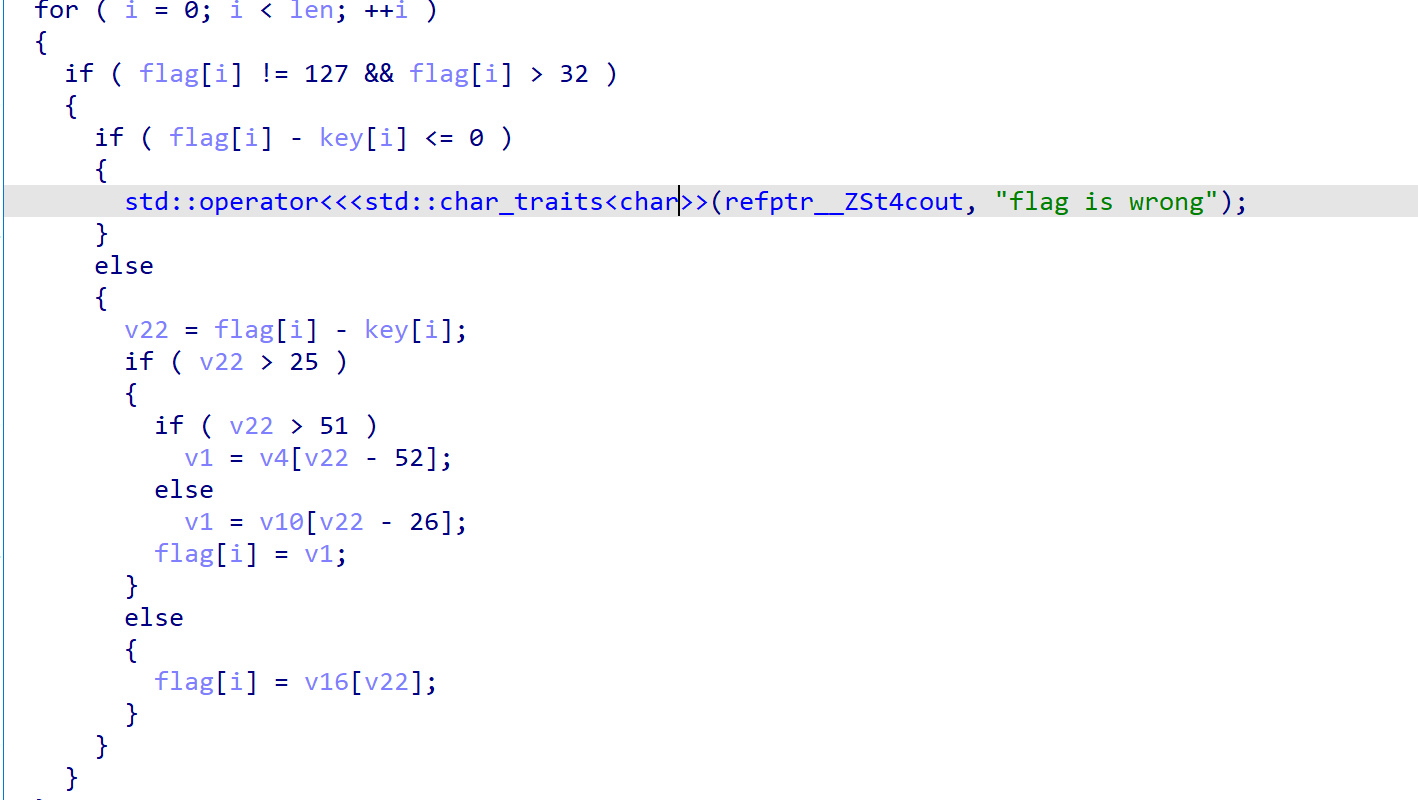 for ( i = 0; i < len; ++i )
{
  if ( flag[i] != 127 && flag[i] > 32 )
  {
    if ( flag[i] - key[i] <= 0 )
    {
      std::operator<<<std::char_traits<char>>(refptr__ZSt4cout, "flag is wrong");
    }
    else
    {
      v22 = flag[i] - key[i];
      if ( v22 > 25 )
      {
        if ( v22 > 51 )
          v1 = v4[v22 - 52];
        else
          v1 = v10[v22 - 26];
        flag[i] = v1;
      }
      else
      {
        flag[i] = v16[v22];
      }
    }
  }